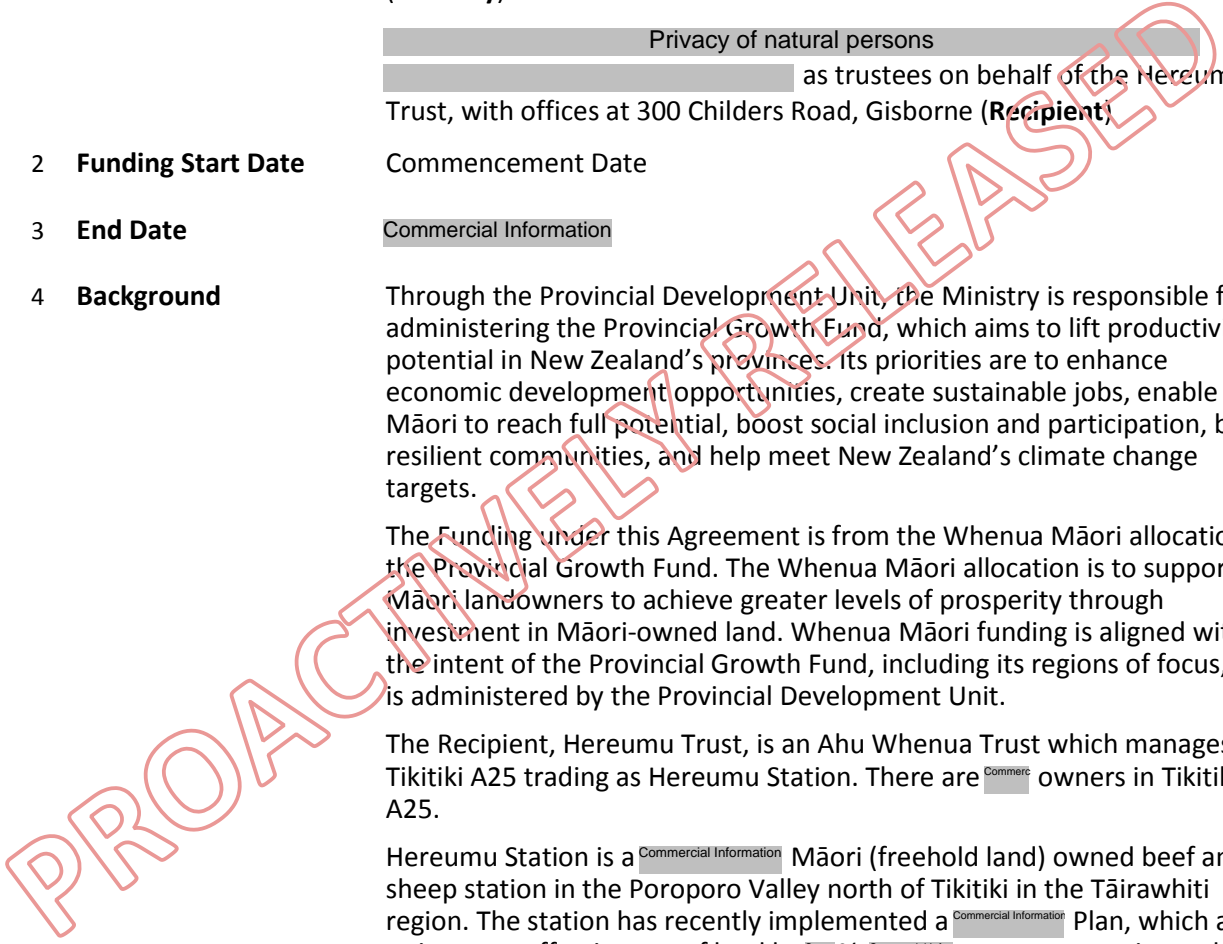 Privacy of natural persons
as trustees on behalf of the Hereum
Trust, with offices at 300 Childers Road, Gisborne (Recipient)
2 Funding Start Date Commencement Date
3 End Date Commercial Information
4 Background Through the Provincial Development Unit, the Ministry is responsible f
administering the Provincial Growth Fund, which aims to lift productiv
potential in New Zealand's provinces. Its priorities are to enhance
economic development opportunities, create sustainable jobs, enable
Māori to reach full potential, boost social inclusion and participation, b
resilient communities, and help meet New Zealand's climate change
targets.
The Funding under this Agreement is from the Whenua Māori allocatio
the Provincial Growth Fund. The Whenua Māori allocation is to suppor
Māori landowners to achieve greater levels of prosperity through
investment in Māori-owned land. Whenua Māori funding is aligned wit
the intent of the Provincial Growth Fund, including its regions of focus,
is administered by the Provincial Development Unit.
The Recipient, Hereumu Trust, is an Ahu Whenua Trust which manages
Tikitiki A25 trading as Hereumu Station. There are Commerc owners in Tikitik
A25.
Hereumu Station is a Commercial Information Māori (freehold land) owned beef an
sheep station in the Poroporo Valley north of Tikitiki in the Tāirawhiti
region. The station has recently implemented a Commercial Information Plan, which a
PROACTIVELY RELEASED